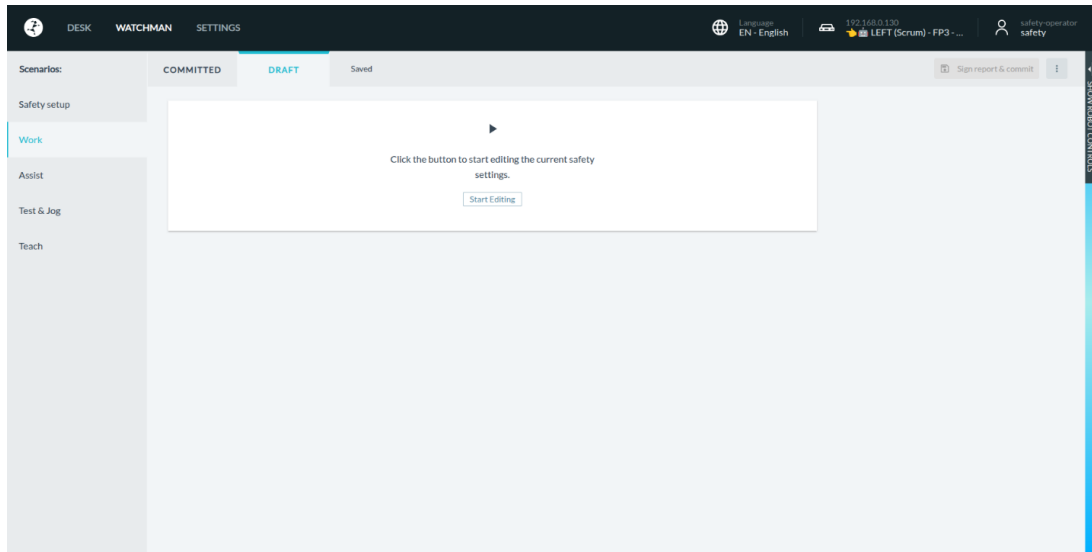 DESK
WATCHMAN
SETTINGS
Language
EN - English
192.168.0.130
👈🤖 LEFT (Scrum) - FP3 - ...
safety-operator
safety
Scenarios:
COMMITTED
DRAFT
Saved
Sign report & commit
SHOW ROBOT CONTROLS
Safety setup
Work
Assist
Test & Jog
Teach
Click the button to start editing the current safety
settings.
Start Editing